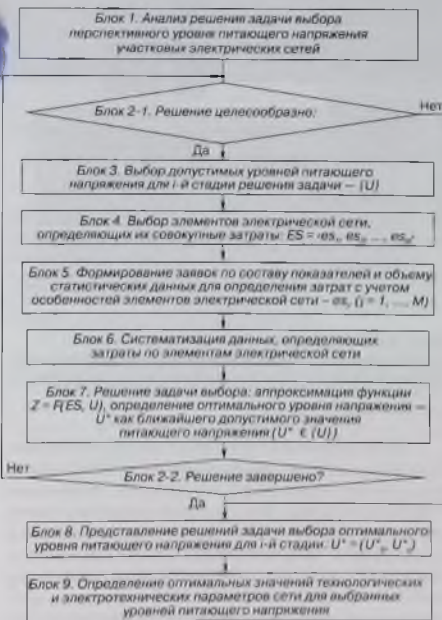 Блок 1. Анализ решения задачи выбора
перспективного уровня питающего напряжения
участковых электрических сетей
Блок 2-1. Решение целесообразно:
Нет
Да
Блок 3. Выбор допустимых уровней питающего
напряжения для i-й стадии решения задачи – (U)
Блок 4. Выбор элементов электрической сети,
определяющих их совокупные затраты: ES =
Блок 5. Формирование заявок по составу показателей и объему
статистических данных для определения затрат с учетом
особенностей элементов электрической сети – es, (j = 1, ..., M)
Блок 6. Систематизация данных, определяющих
затраты по элементам электрической сети
Блок 7. Решение задачи выбора: аппроксимация функции
Z = F(ES, U), определение оптимального уровня напряжения –
U* как ближайшего допустимого значения
питающего напряжения (U* ∈ (U))
Нет
Блок 2-2. Решение завершено?
Да
Блок 8. Представление решений задачи выбора оптимального
уровня питающего напряжения для i-й стадии:
Блок 9. Определение оптимальных значений технологических
и электротехнических параметров сети для выбранных
уровней питающего напряжения